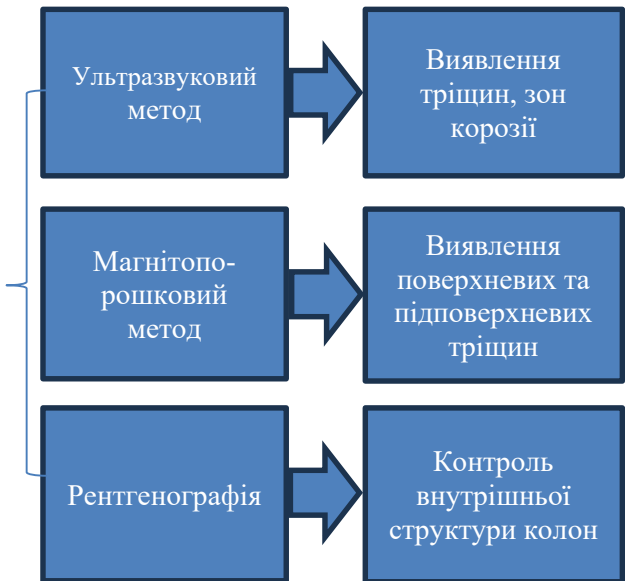 Ультразвуковий
метод
Виявлення
тріщин, зон
корозії
Магнітопо-
рошковий
метод
Виявлення
поверхневих та
підповерхневих
тріщин
Рентгенографія
Контроль
внутрішньої
структури колон